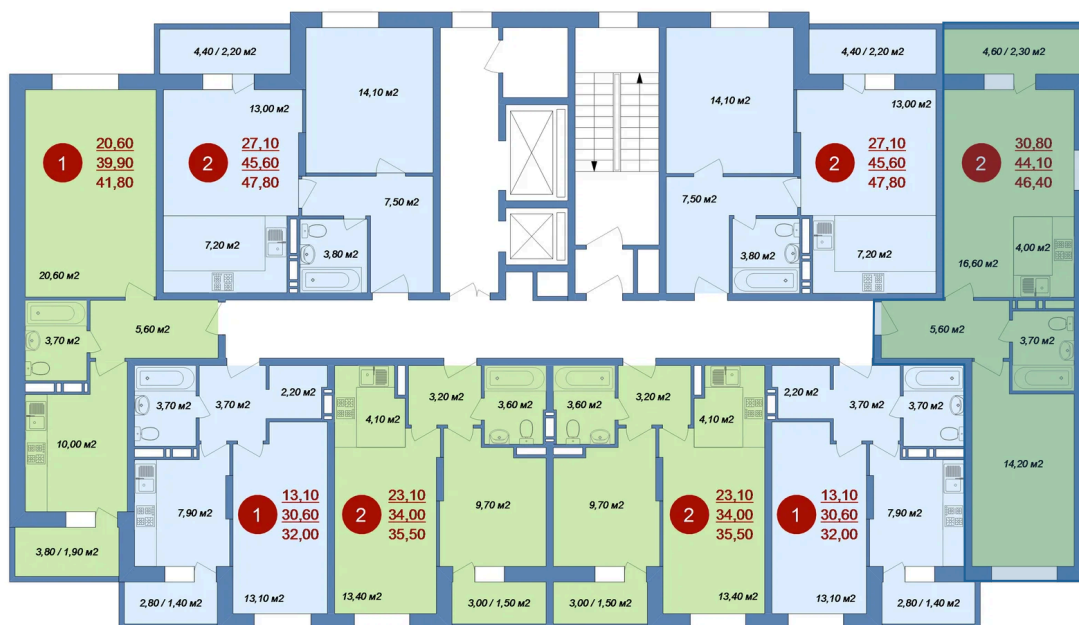 4,40 / 2,20 м2
14,10 м2
13,00 м2
2
27,10
45,60
47,80
7,50 м2
7,20 м2
3,80 м2
1
20,60
39,90
41,80
20,60 м2
3,70 м2
5,60 м2
10,00 м2
3,80 / 1,90 м2
14,10 м2
4,40 / 2,20 м2
13,00 м2
2
27,10
45,60
47,80
7,50 м2
3,80 м2
7,20 м2
4,60 / 2,30 м2
2
30,80
44,10
46,40
4,00 м2
16,60 м2
5,60 м2
3,70 м2
14,20 м2
3,70 м2
3,70 м2
2,20 м2
7,90 м2
1
13,10
30,60
32,00
13,10 м2
2,80 / 1,40 м2
4,10 м2
3,20 м2
3,60 м2
2
23,10
34,00
35,50
9,70 м2
13,40 м2
3,00 / 1,50 м2
3,60 м2
3,20 м2
4,10 м2
9,70 м2
2
23,10
34,00
35,50
3,00 / 1,50 м2
13,40 м2
2,20 м2
3,70 м2
3,70 м2
1
13,10
30,60
32,00
7,90 м2
13,10 м2
2,80 / 1,40 м2